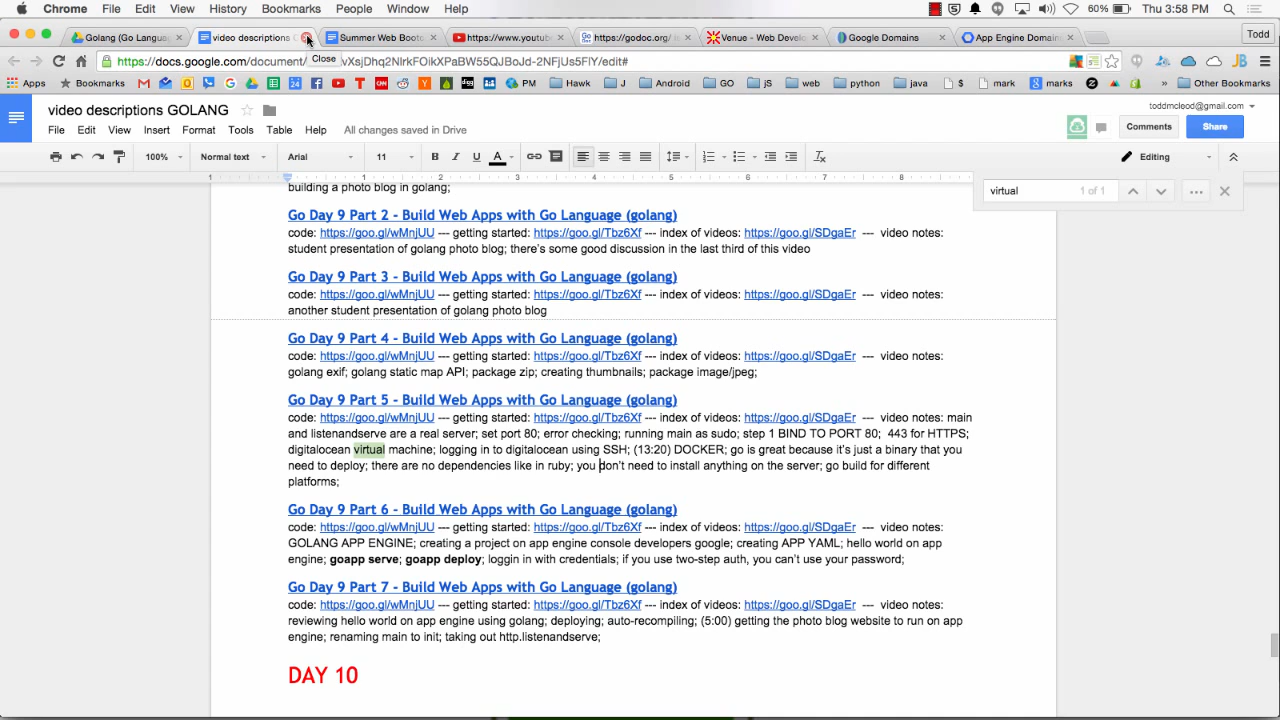 Chrome File Edit View History Bookmarks People Window Help 60% Thu 3:58 PM
Golang (Go Langua video descriptions Summer Web Bootc https://www.youtub https://godoc.org/ Venue - Web Develo Google Domains App Engine Domains Todd
https://docs.google.com/document/ /edit#
Close
Apps Bookmarks Hawk J Android GO js web python java $ mark marks Other Bookmarks
video descriptions GOLANG
toddmcleod@gmail.com
File Edit View Insert Format Tools Table Help All changes saved in Drive
Comments Share
100% Normal text Arial 11 B I U A Editing
1 1 2 3 4 5 6 7 8
virtual 1 of 1
building a photo blog in golang;
Go Day 9 Part 2 - Build Web Apps with Go Language (golang)
code: https://goo.gl/wMnjUU --- getting started: https://goo.gl/Tbz6Xf --- index of videos: https://goo.gl/SDgaEr --- video notes:
student presentation of golang photo blog; there's some good discussion in the last third of this video
Go Day 9 Part 3 - Build Web Apps with Go Language (golang)
code: https://goo.gl/wMnjUU --- getting started: https://goo.gl/Tbz6Xf --- index of videos: https://goo.gl/SDgaEr --- video notes:
another student presentation of golang photo blog
Go Day 9 Part 4 - Build Web Apps with Go Language (golang)
code: https://goo.gl/wMnjUU --- getting started: https://goo.gl/Tbz6Xf --- index of videos: https://goo.gl/SDgaEr --- video notes:
golang exif; golang static map API; package zip; creating thumbnails; package image/jpeg;
Go Day 9 Part 5 - Build Web Apps with Go Language (golang)
code: https://goo.gl/wMnjUU --- getting started: https://goo.gl/Tbz6Xf --- index of videos: https://goo.gl/SDgaEr --- video notes: main
and listenandserve are a real server; set port 80; error checking; running main as sudo; step 1 BIND TO PORT 80; 443 for HTTPS;
digitalocean virtual machine; logging in to digitalocean using SSH; (13:20) DOCKER; go is great because it's just a binary that you
need to deploy; there are no dependencies like in ruby; you don't need to install anything on the server; go build for different
platforms;
Go Day 9 Part 6 - Build Web Apps with Go Language (golang)
code: https://goo.gl/wMnjUU --- getting started: https://goo.gl/Tbz6Xf --- index of videos: https://goo.gl/SDgaEr --- video notes:
GOLANG APP ENGINE; creating a project on app engine console developers google; creating APP YAML; hello world on app
engine; goapp serve; goapp deploy; loggin in with credentials; if you use two-step auth, you can't use your password;
Go Day 9 Part 7 - Build Web Apps with Go Language (golang)
code: https://goo.gl/wMnjUU --- getting started: https://goo.gl/Tbz6Xf --- index of videos: https://goo.gl/SDgaEr --- video notes:
reviewing hello world on app engine using golang; deploying; auto-recompiling; (5:00) getting the photo blog website to run on app
engine; renaming main to init; taking out http.listenandserve;
DAY 10